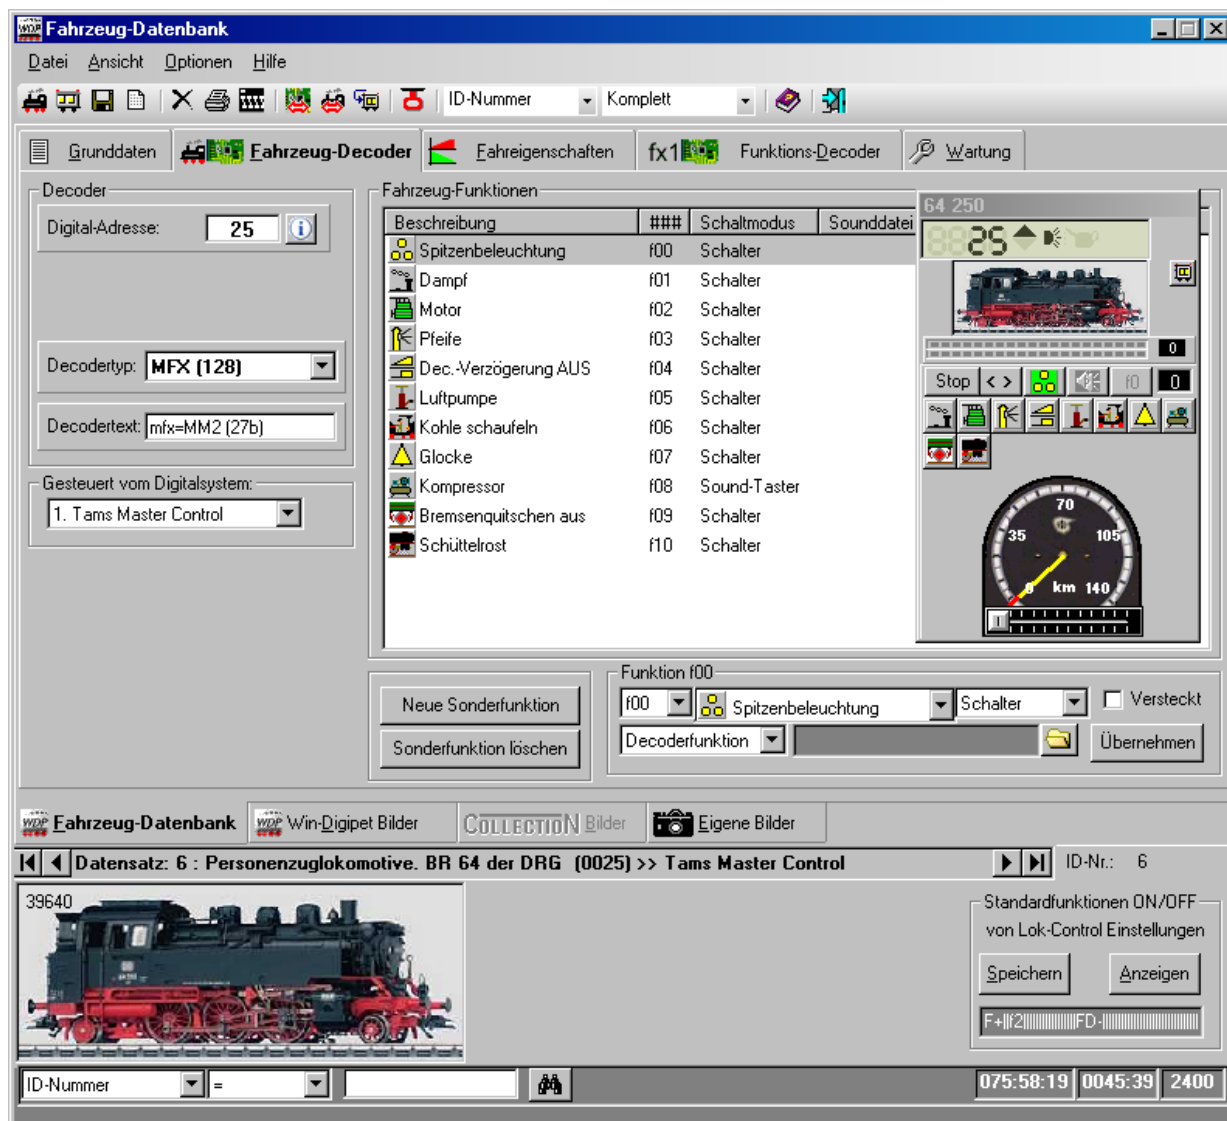 WDP Fahrzeug-Datenbank
Datei Ansicht Optionen Hilfe
ID-Nummer Komplett
Grunddaten Fahrzeug-Decoder Fahreigenschaften fx1 Funktions-Decoder Wartung
Decoder
Digital-Adresse: 25
Decodertyp: MFX (128)
Decodertext: mfx=MM2 (27b)
Gesteuert vom Digitalsystem:
1. Tams Master Control
Fahrzeug-Funktionen
Beschreibung ### Schaltmodus Sounddatei
Spitzenbeleuchtung f00 Schalter
Dampf f01 Schalter
Motor f02 Schalter
Pfeife f03 Schalter
Dec.-Verzögerung AUS f04 Schalter
Luftpumpe f05 Schalter
Kohle schaufeln f06 Schalter
Glocke f07 Schalter
Kompressor f08 Sound-Taster
Bremsenquitschen aus f09 Schalter
Schüttelrost f10 Schalter
64 250
25
0
Stop < > f0 0
70
35 105
0 km 140
Neue Sonderfunktion
Sonderfunktion löschen
Funktion f00
f00 Spitzenbeleuchtung Schalter Versteckt
Decoderfunktion Übernehmen
WDP Fahrzeug-Datenbank WDP Win-Digipet Bilder COLLECTION Bilder Eigene Bilder
Datensatz: 6 : Personenzuglokomotive. BR 64 der DRG (0025) >> Tams Master Control ID-Nr.: 6
39640
Standardfunktionen ON/OFF
von Lok-Control Einstellungen
Speichern Anzeigen
F+||f2||||||||||||||FD-||||||||||||||||||||||||
ID-Nummer = 075:58:19 0045:39 2400